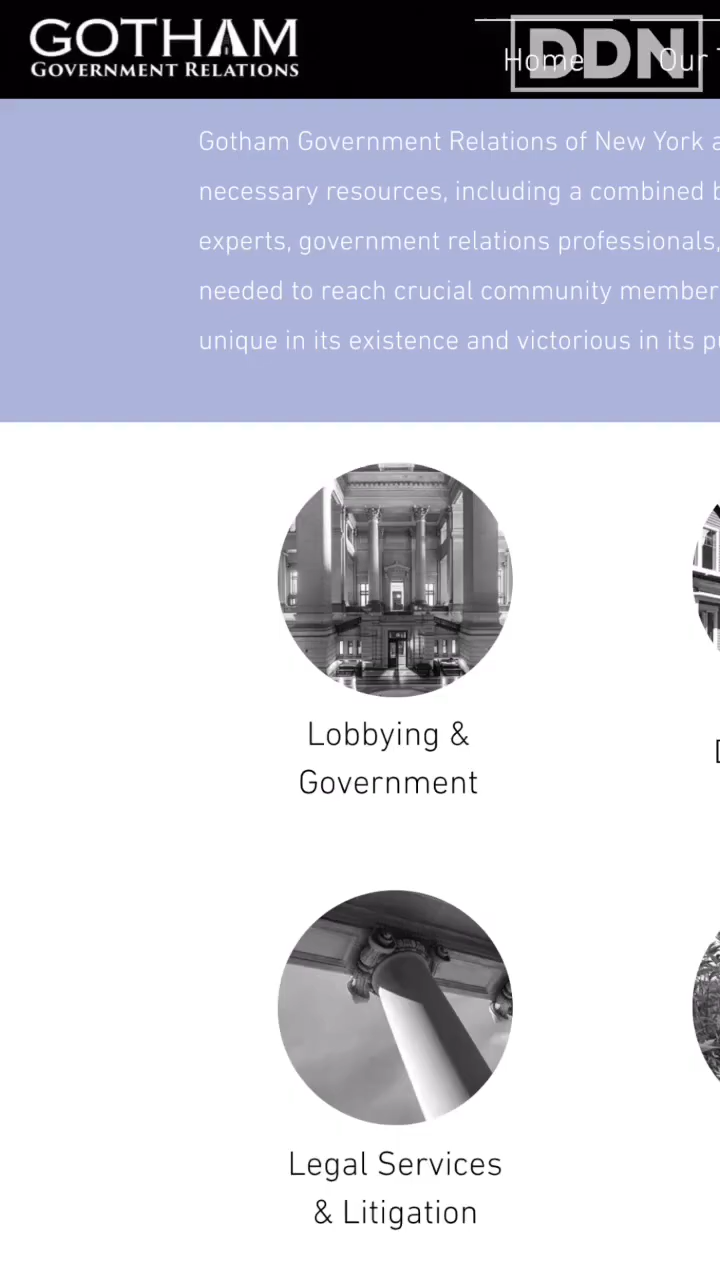 GOTHAM
GOVERNMENT RELATIONS
DDN
Home
Our
Gotham Government Relations of New York
necessary resources, including a combined
experts, government relations professionals,
needed to reach crucial community member
unique in its existence and victorious in its
Lobbying &
Government
Legal Services
& Litigation